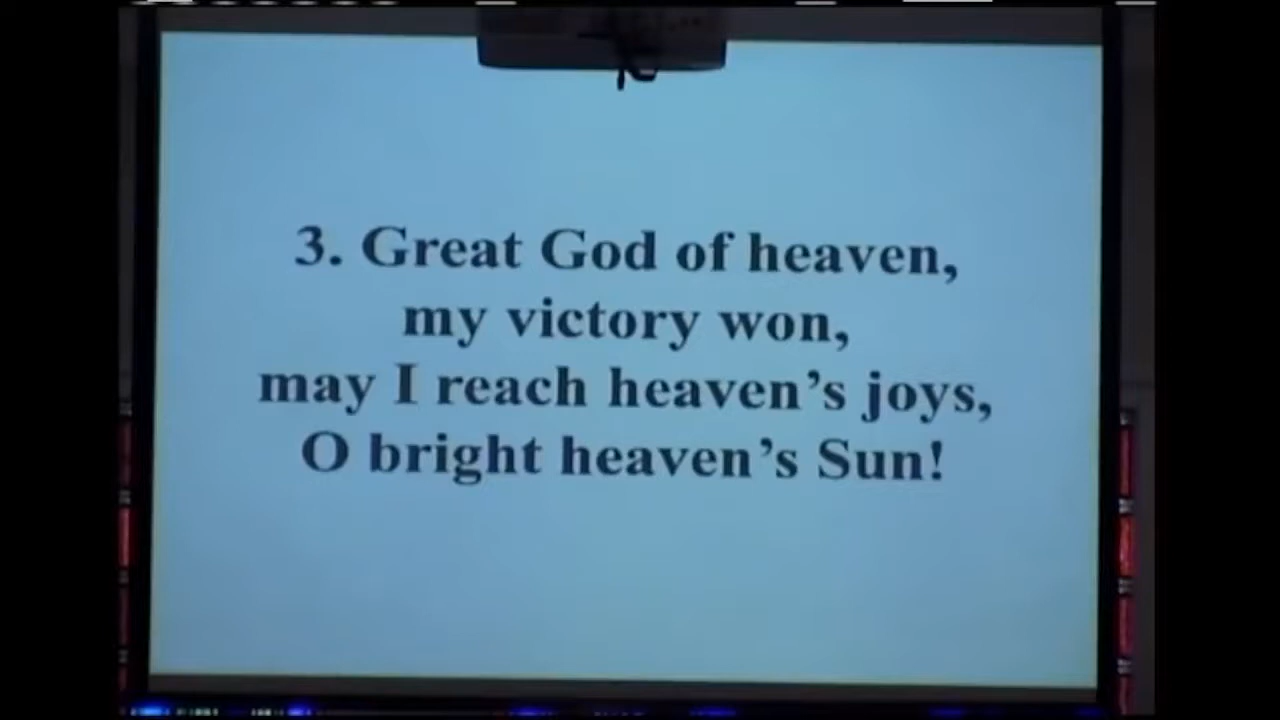 3. Great God of heaven,
my victory won,
may I reach heaven's joys,
O bright heaven's Sun!